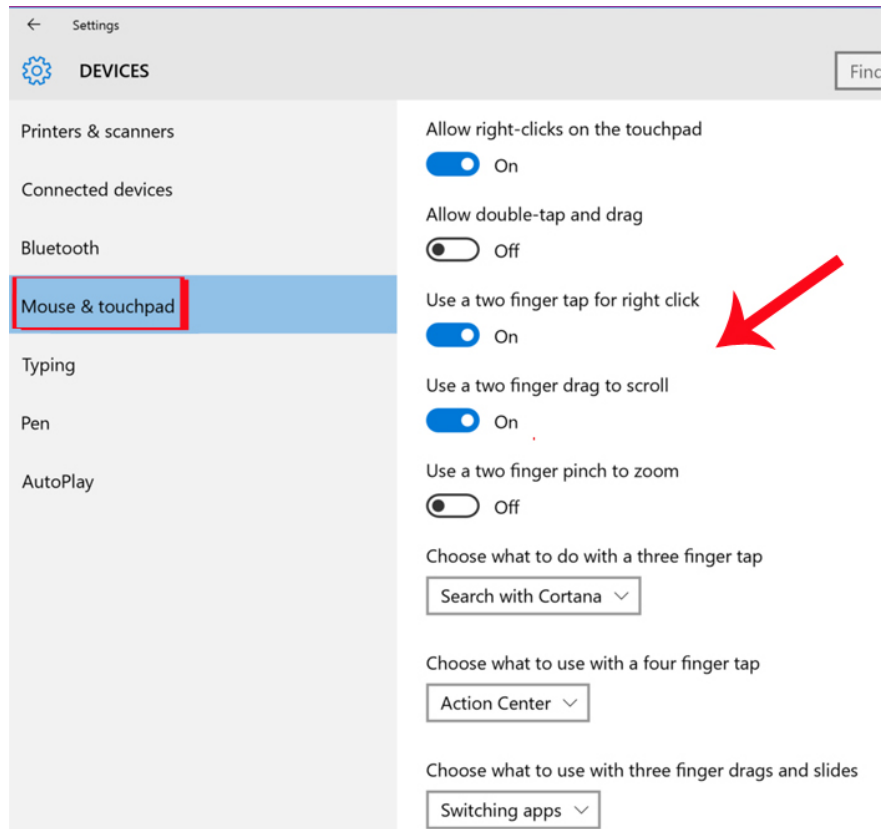 Settings
DEVICES
Find
Printers & scanners
Connected devices
Bluetooth
Mouse & touchpad
Typing
Pen
AutoPlay
Allow right-clicks on the touchpad
On
Allow double-tap and drag
Off
Use a two finger tap for right click
On
Use a two finger drag to scroll
On
Use a two finger pinch to zoom
Off
Choose what to do with a three finger tap
Search with Cortana
Choose what to use with a four finger tap
Action Center
Choose what to use with three finger drags and slides
Switching apps